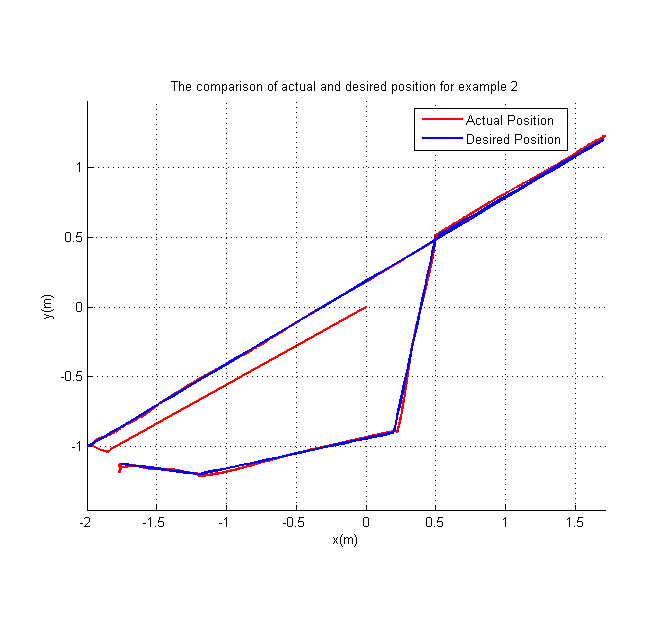 The comparison of actual and desired position for example 2
Actual Position
Desired Position
1
0.5
0
-0.5
-1
y(m)
-2 -1.5 -1 -0.5 0 0.5 1 1.5
x(m)